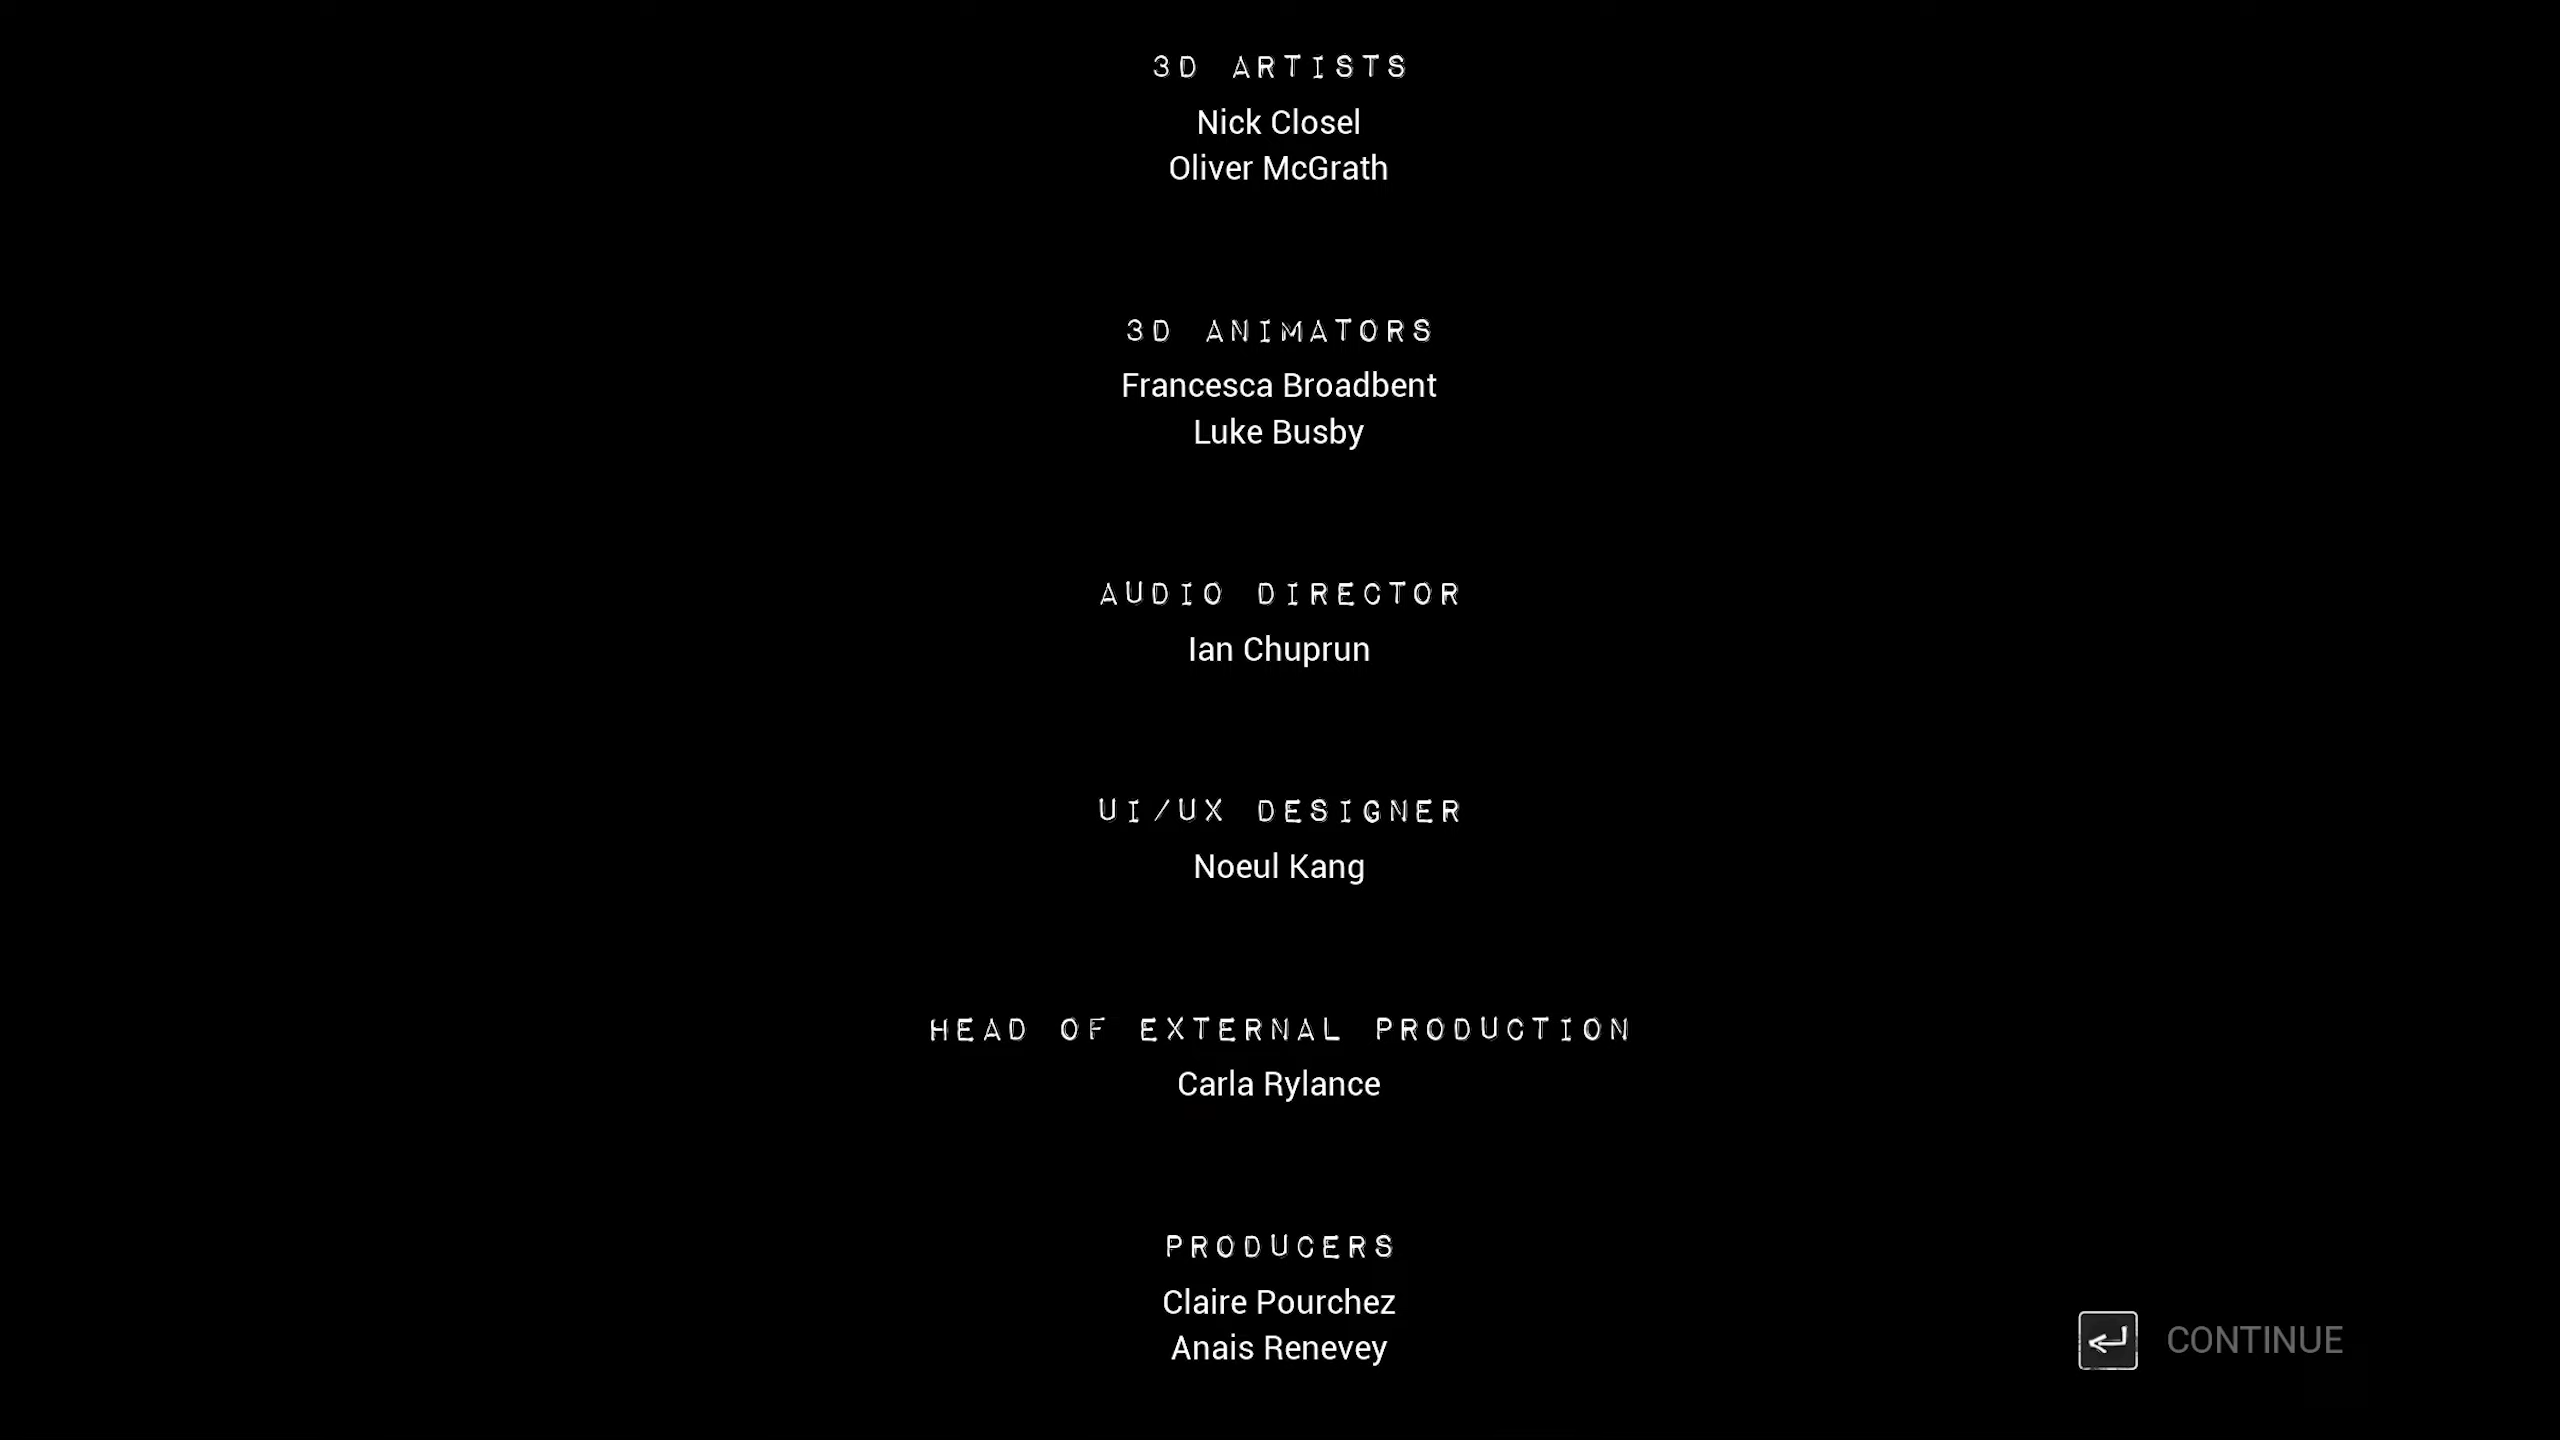 3D ARTISTS
Nick Closel
Oliver McGrath
3D ANIMATORS
Francesca Broadbent
Luke Busby
AUDIO DIRECTOR
Ian Chuprun
UI/UX DESIGNER
Noeul Kang
HEAD OF EXTERNAL PRODUCTION
Carla Rylance
PRODUCERS
Claire Pourchez
Anais Renevey
CONTINUE